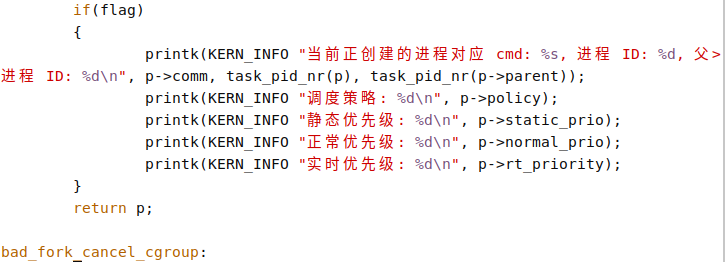 if(flag)
{
printk(KERN_INFO "当前正创建的进程对应 cmd: %s, 进程 ID: %d, 父>
进程 ID: %d\n", p->comm, task_pid_nr(p), task_pid_nr(p->parent));
printk(KERN_INFO "调度策略: %d\n", p->policy);
printk(KERN_INFO "静态优先级: %d\n", p->static_prio);
printk(KERN_INFO "正常优先级: %d\n", p->normal_prio);
printk(KERN_INFO "实时优先级: %d\n", p->rt_priority);
}
return p;
bad_fork_cancel_cgroup: